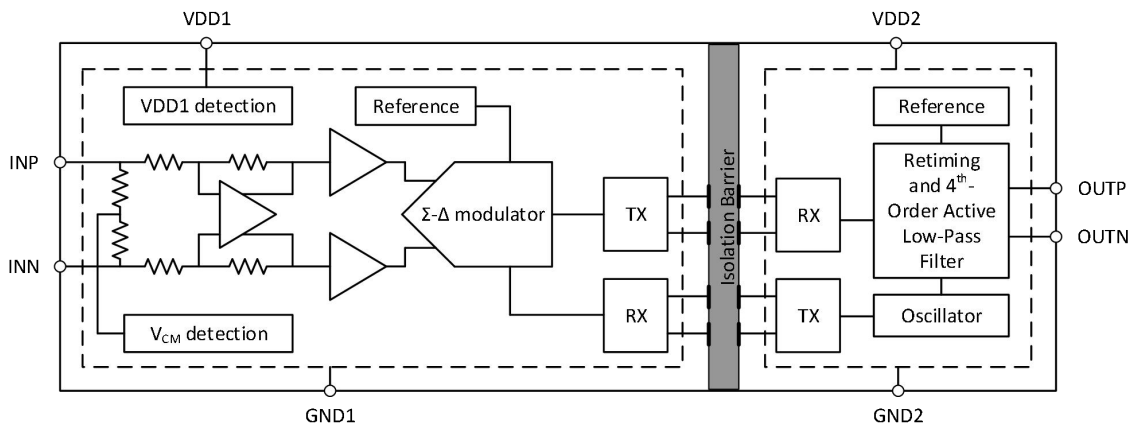 VDD1
VDD2
VDD1 detection
Reference
Reference
INP
Retiming
and 4th-
Order Active
Low-Pass
Filter
OUTP
Σ-Δ modulator
TX
Isolation Barrier
RX
OUTN
INN
VCM detection
RX
TX
Oscillator
GND1
GND2